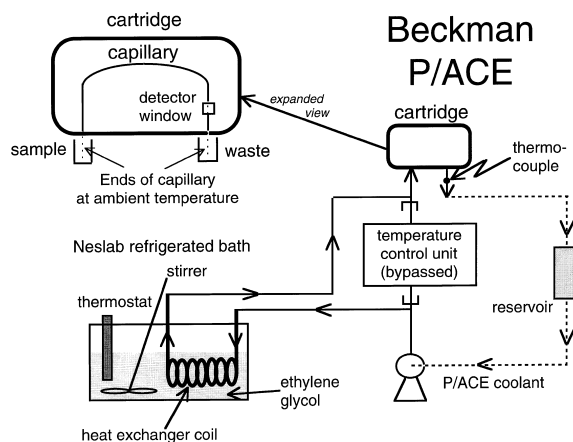 cartridge
capillary
detector
window
sample
waste
Ends of capillary
at ambient temperature
expanded
view
Beckman
P/ACE
cartridge
thermo-
couple
temperature
control unit
(bypassed)
reservoir
P/ACE coolant
Neslab refrigerated bath
stirrer
thermostat
ethylene
glycol
heat exchanger coil